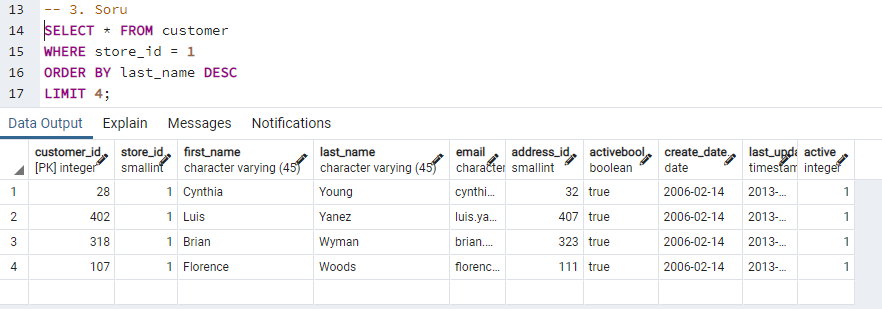 13 -- 3. Soru
14 SELECT * FROM customer
15 WHERE store_id = 1
16 ORDER BY last_name DESC
17 LIMIT 4;
Data Output Explain Messages Notifications
customer_id store_id first_name last_name email address_id activebool create_date last_upda active
[PK] integer smallint character varying (45) character varying (45) character smallint boolean date timestam integer
1 28 1 Cynthia Young cynthi... 32 true 2006-02-14 2013-... 1
2 402 1 Luis Yanez luis.ya... 407 true 2006-02-14 2013-... 1
3 318 1 Brian Wyman brian.... 323 true 2006-02-14 2013-... 1
4 107 1 Florence Woods florenc... 111 true 2006-02-14 2013-... 1